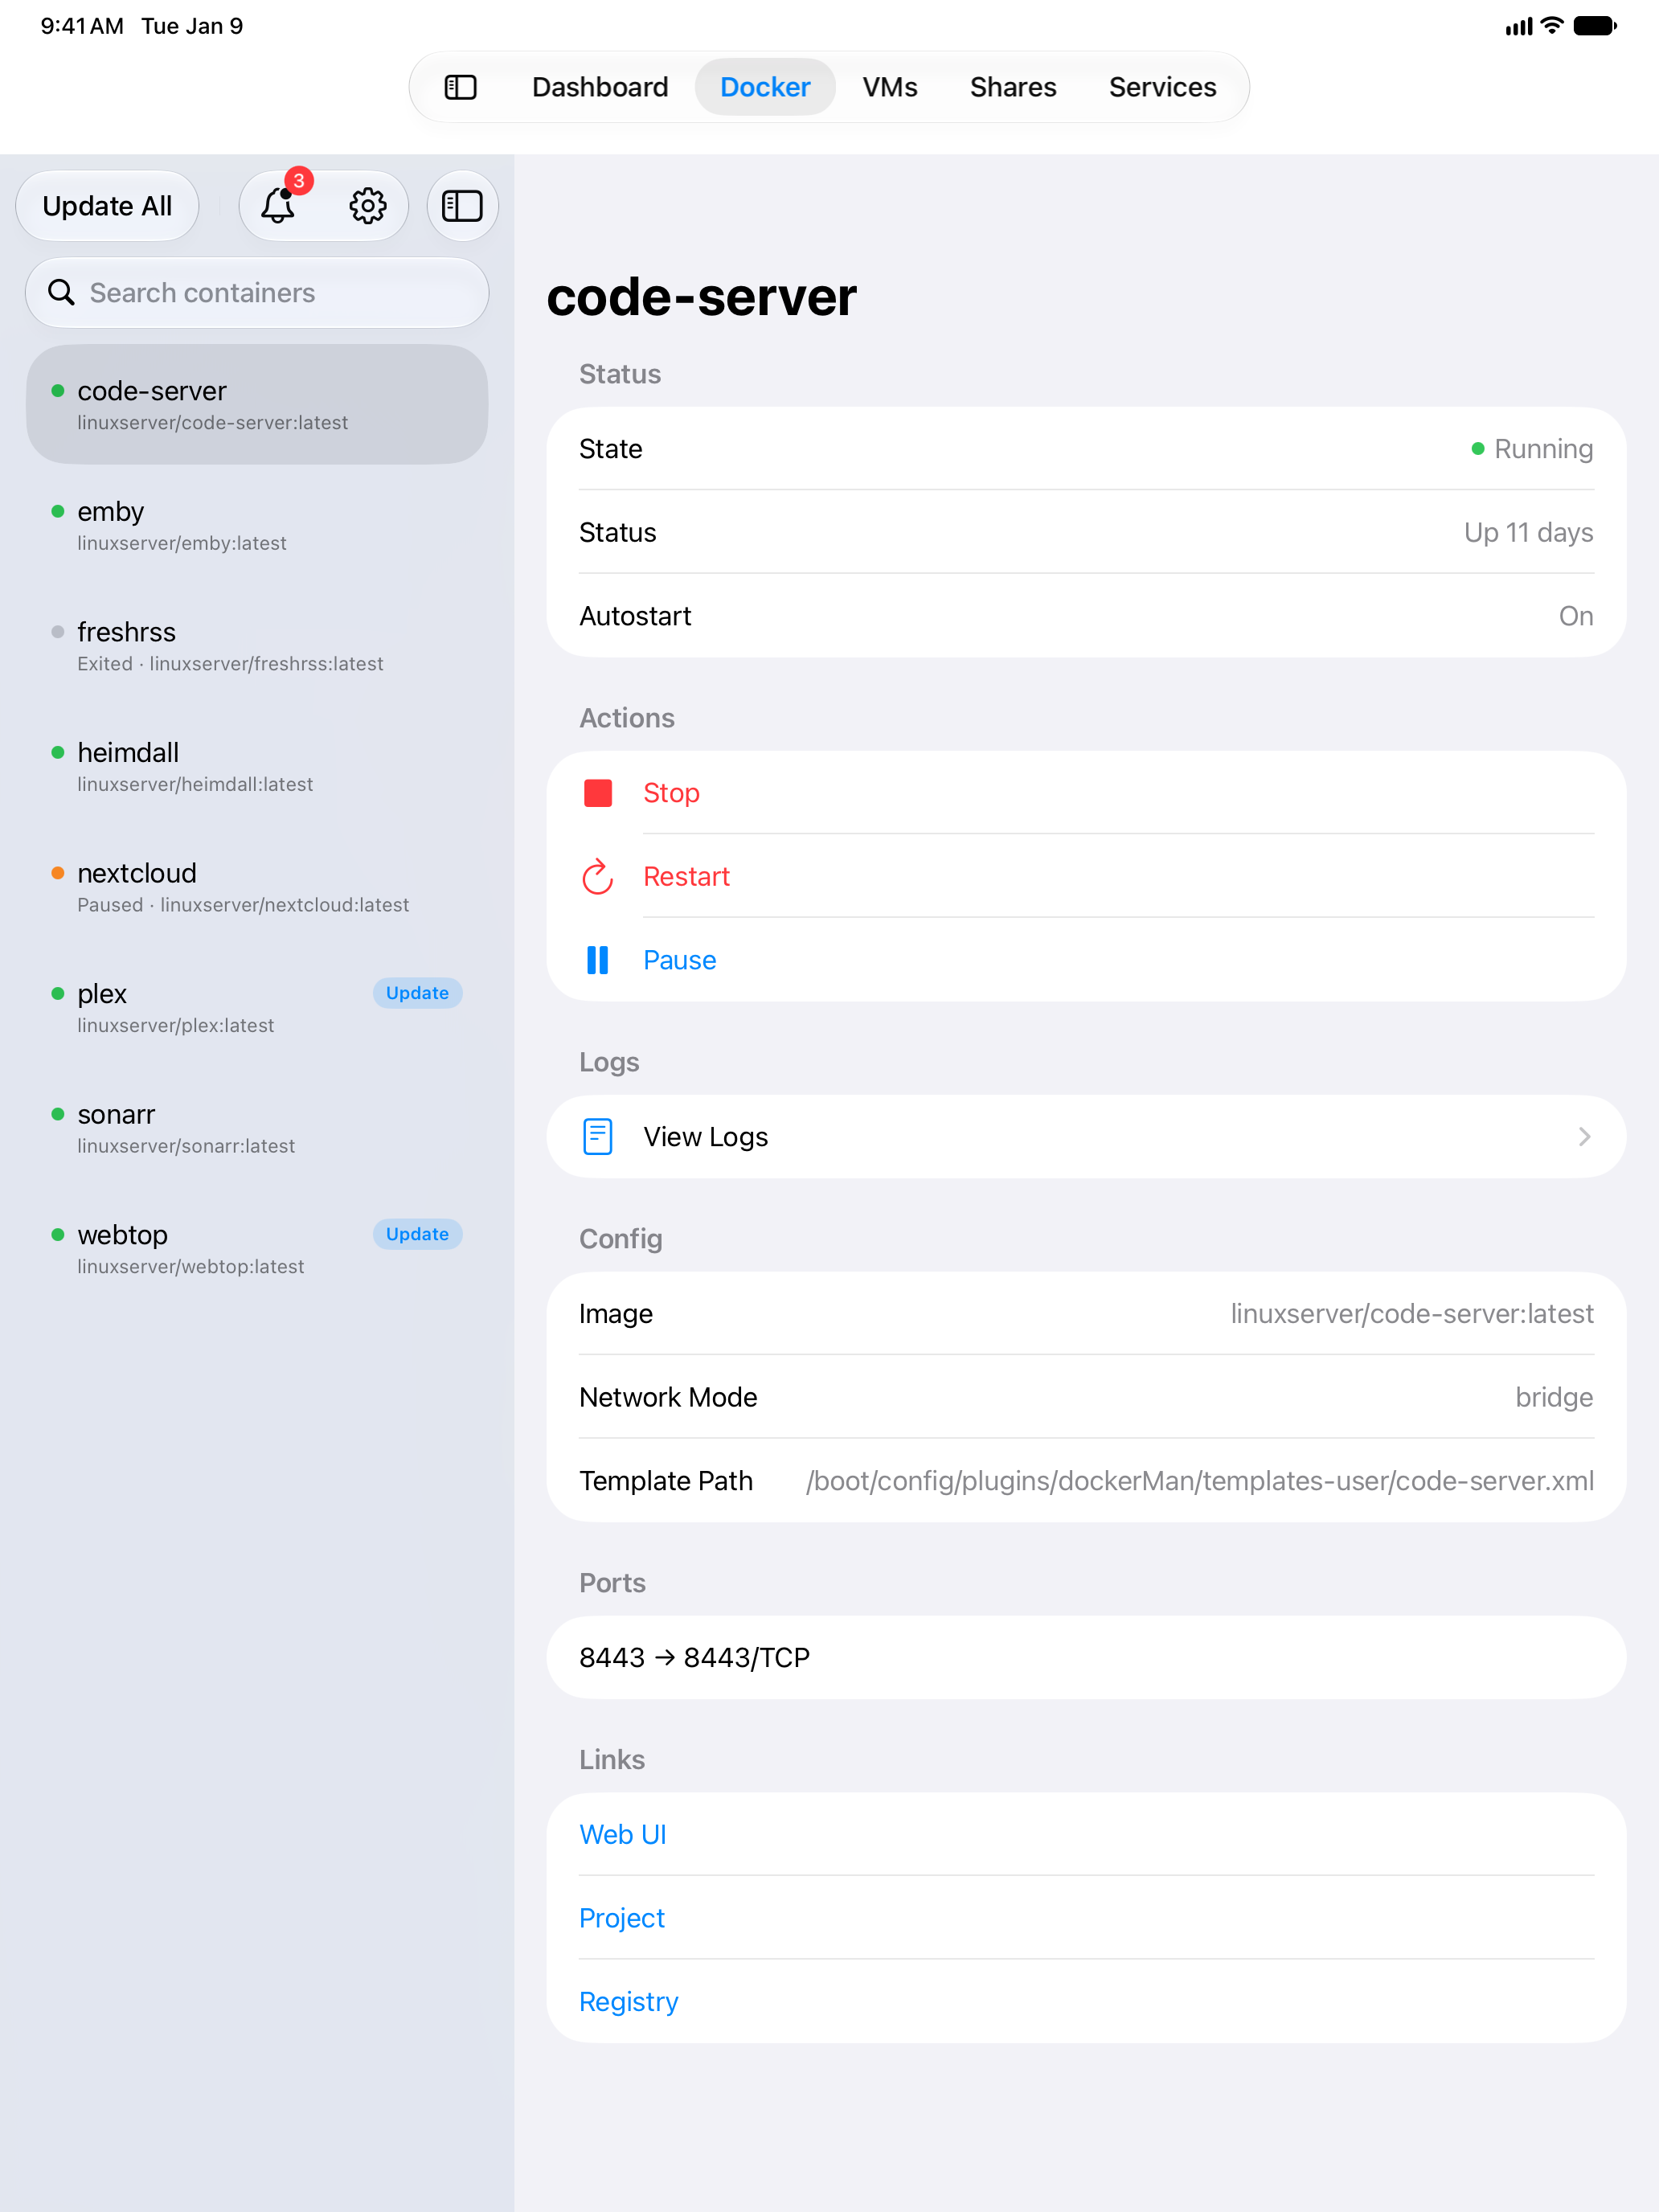 9:41 AM Tue Jan 9
Dashboard Docker VMs Shares Services
Update All
3
Search containers
code-server
linuxserver/code-server:latest
emby
linuxserver/emby:latest
freshrss
Exited · linuxserver/freshrss:latest
heimdall
linuxserver/heimdall:latest
nextcloud
Paused · linuxserver/nextcloud:latest
plex Update
linuxserver/plex:latest
sonarr
linuxserver/sonarr:latest
webtop Update
linuxserver/webtop:latest
code-server
Status
State Running
Status Up 11 days
Autostart On
Actions
Stop
Restart
Pause
Logs
View Logs
Config
Image linuxserver/code-server:latest
Network Mode bridge
Template Path /boot/config/plugins/dockerMan/templates-user/code-server.xml
Ports
8443 → 8443/TCP
Links
Web UI
Project
Registry